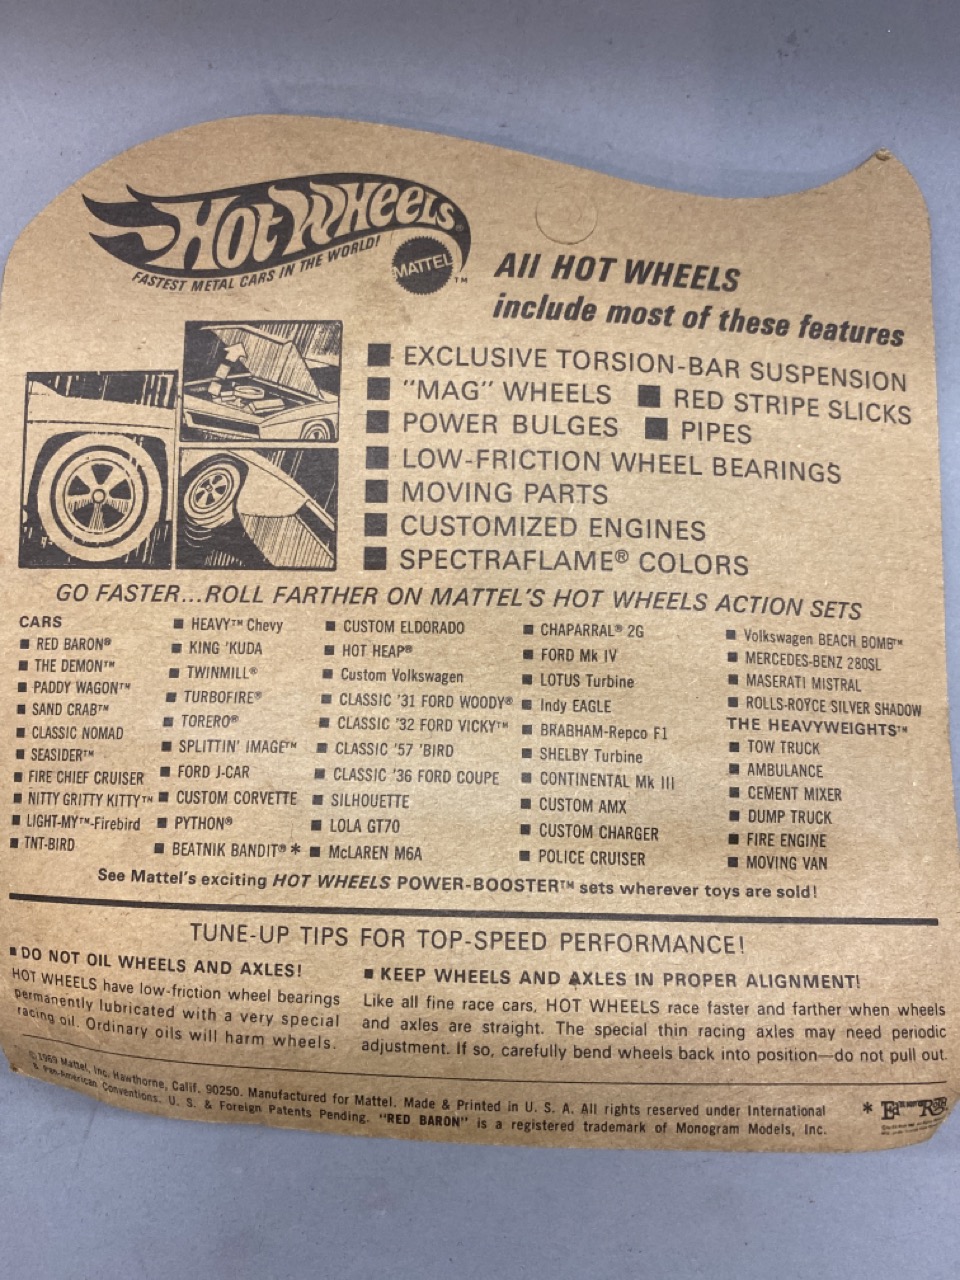 HOT WHEELS®
FASTEST METAL CARS IN THE WORLD!
MATTEL™
All HOT WHEELS
include most of these features
■ EXCLUSIVE TORSION-BAR SUSPENSION
■ "MAG" WHEELS ■ RED STRIPE SLICKS
■ POWER BULGES ■ PIPES
■ LOW-FRICTION WHEEL BEARINGS
■ MOVING PARTS
■ CUSTOMIZED ENGINES
■ SPECTRAFLAME® COLORS
GO FASTER...ROLL FARTHER ON MATTEL'S HOT WHEELS ACTION SETS
CARS
■ RED BARON®
■ THE DEMON™
■ PADDY WAGON™
■ SAND CRAB™
■ CLASSIC NOMAD
■ SEASIDER™
■ FIRE CHIEF CRUISER
■ NITTY GRITTY KITTY™
■ LIGHT-MY™-Firebird
■ TNT-BIRD
■ HEAVY™ Chevy
■ KING 'KUDA
■ TWINMILL®
■ TURBOFIRE®
■ TORERO®
■ SPLITTIN' IMAGE™
■ FORD J-CAR
■ CUSTOM CORVETTE
■ PYTHON®
■ BEATNIK BANDIT® *
■ CUSTOM ELDORADO
■ HOT HEAP®
■ Custom Volkswagen
■ CLASSIC '31 FORD WOODY®
■ CLASSIC '32 FORD VICKY™
■ CLASSIC '57 'BIRD
■ CLASSIC '36 FORD COUPE
■ SILHOUETTE
■ LOLA GT70
■ McLAREN M6A
■ CHAPARRAL® 2G
■ FORD Mk IV
■ LOTUS Turbine
■ Indy EAGLE
■ BRABHAM-Repco F1
■ SHELBY Turbine
■ CONTINENTAL Mk III
■ CUSTOM AMX
■ CUSTOM CHARGER
■ POLICE CRUISER
■ Volkswagen BEACH BOMB™
■ MERCEDES-BENZ 280SL
■ MASERATI MISTRAL
■ ROLLS-ROYCE SILVER SHADOW
THE HEAVYWEIGHTS™
■ TOW TRUCK
■ AMBULANCE
■ CEMENT MIXER
■ DUMP TRUCK
■ FIRE ENGINE
■ MOVING VAN
See Mattel's exciting HOT WHEELS POWER-BOOSTER™ sets wherever toys are sold!
TUNE-UP TIPS FOR TOP-SPEED PERFORMANCE!
■ DO NOT OIL WHEELS AND AXLES!
HOT WHEELS have low-friction wheel bearings
permanently lubricated with a very special
racing oil. Ordinary oils will harm wheels.
■ KEEP WHEELS AND AXLES IN PROPER ALIGNMENT!
Like all fine race cars, HOT WHEELS race faster and farther when wheels
and axles are straight. The special thin racing axles may need periodic
adjustment. If so, carefully bend wheels back into position—do not pull out.
© 1969 Mattel, Inc. Hawthorne, Calif. 90250. Manufactured for Mattel. Made & Printed in U. S. A. All rights reserved under International
& Pan-American Conventions. U. S. & Foreign Patents Pending. "RED BARON" is a registered trademark of Monogram Models, Inc.
*